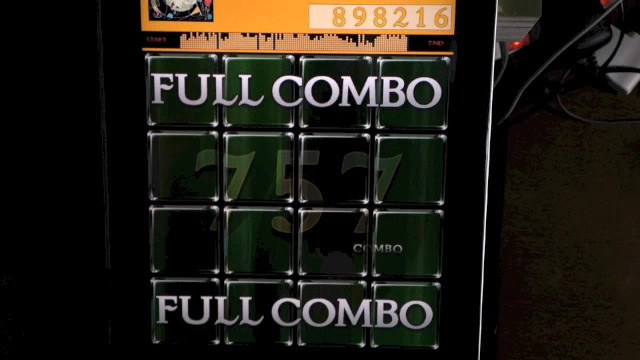 898216
START END
FULL COMBO
757
COMBO
FULL COMBO